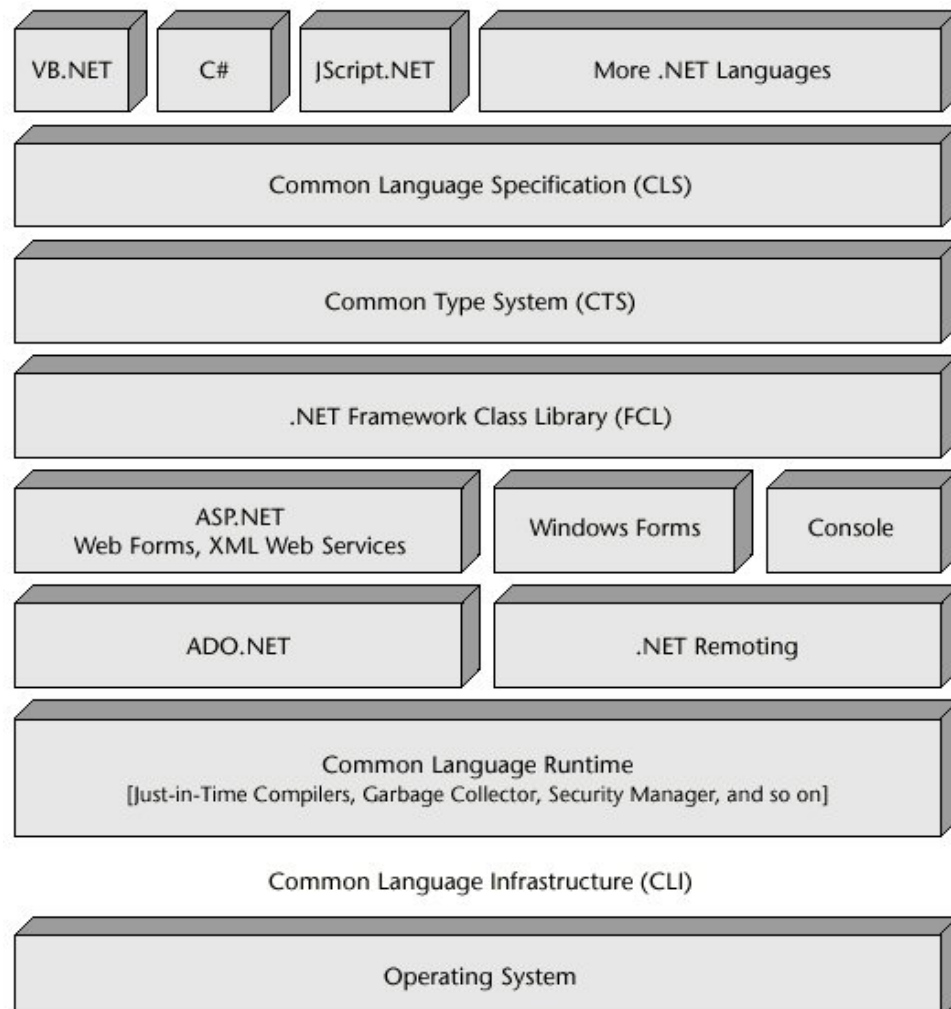 VB.NET
C#
JScript.NET
More .NET Languages
Common Language Specification (CLS)
Common Type System (CTS)
.NET Framework Class Library (FCL)
ASP.NET
Web Forms, XML Web Services
Windows Forms
Console
ADO.NET
.NET Remoting
Common Language Runtime
[Just-in-Time Compilers, Garbage Collector, Security Manager, and so on]
Common Language Infrastructure (CLI)
Operating System